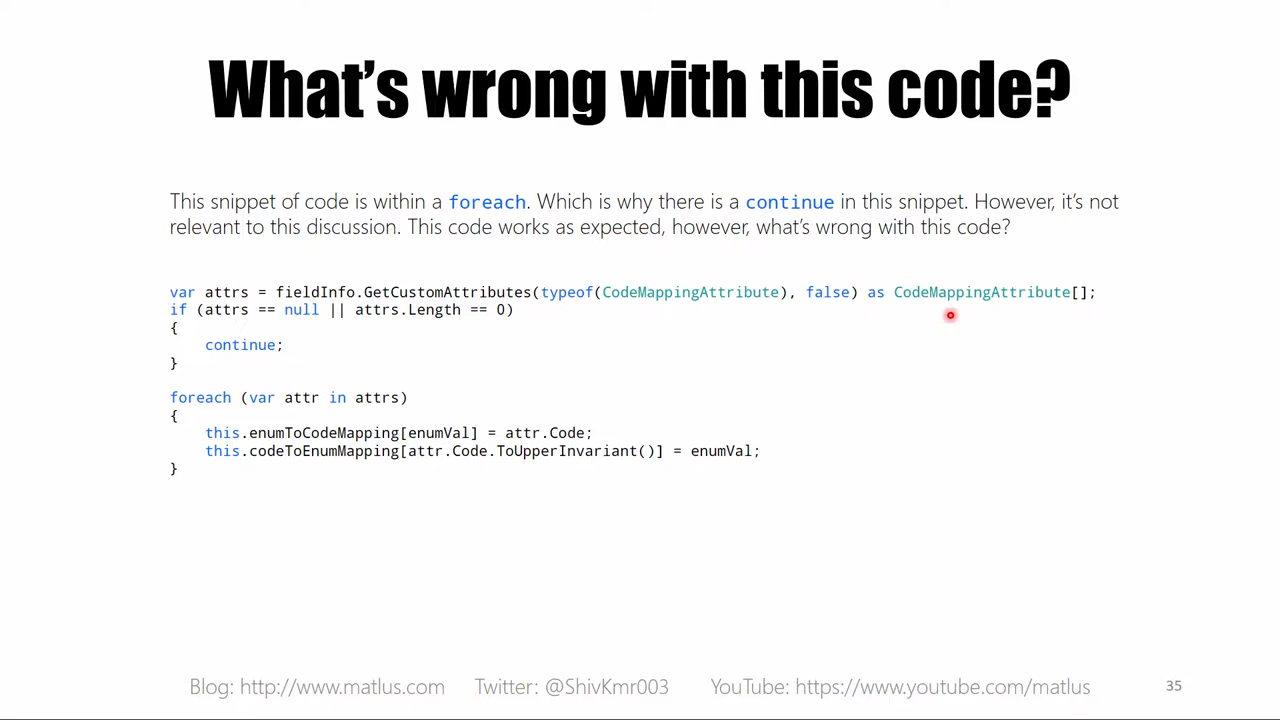 What's wrong with this code?
This snippet of code is within a foreach. Which is why there is a continue in this snippet. However, it's not
relevant to this discussion. This code works as expected, however, what's wrong with this code?
var attrs = fieldInfo.GetCustomAttributes(typeof(CodeMappingAttribute), false) as CodeMappingAttribute[];
if (attrs == null || attrs.Length == 0)
{
    continue;
}
foreach (var attr in attrs)
{
    this.enumToCodeMapping[enumVal] = attr.Code;
    this.codeToEnumMapping[attr.Code.ToUpperInvariant()] = enumVal;
}
Blog: http://www.matlus.com Twitter: @ShivKmr003 YouTube: https://www.youtube.com/matlus 35